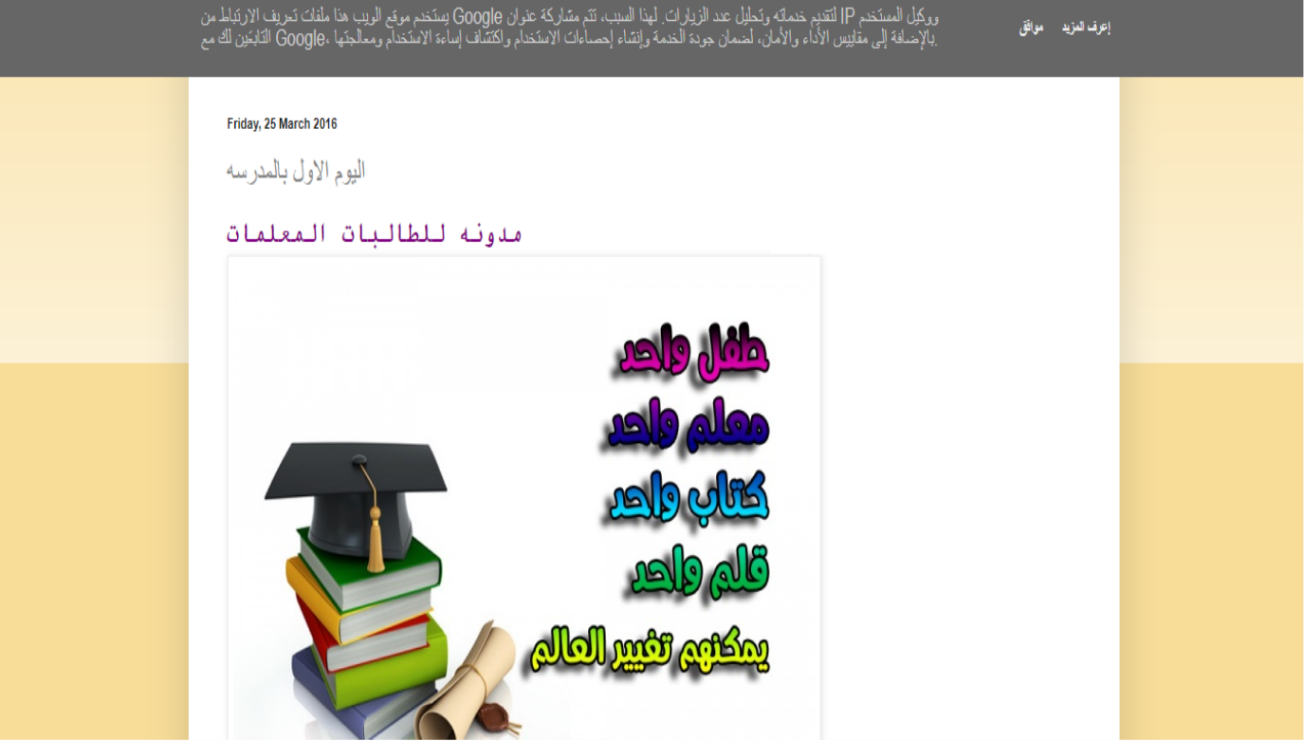 يستخدم موقع الويب هذا ملفات تعريف الارتباط من Google لتقديم خدماته وتحليل عدد الزيارات. لهذا السبب، تتم مشاركة عنوان IP ووكيل المستخدم
التابعَين لك مع Google، بالإضافة إلى مقاييس الأداء والأمان، لضمان جودة الخدمة وإنشاء إحصاءات الاستخدام واكتشاف إساءة الاستخدام ومعالجتها.
إعرف المزيد موافق
Friday, 25 March 2016
اليوم الاول بالمدرسه
مدونه للطالبات المعلمات
طفل واحد
معلم واحد
كتاب واحد
قلم واحد
يمكنهم تغيير العالم